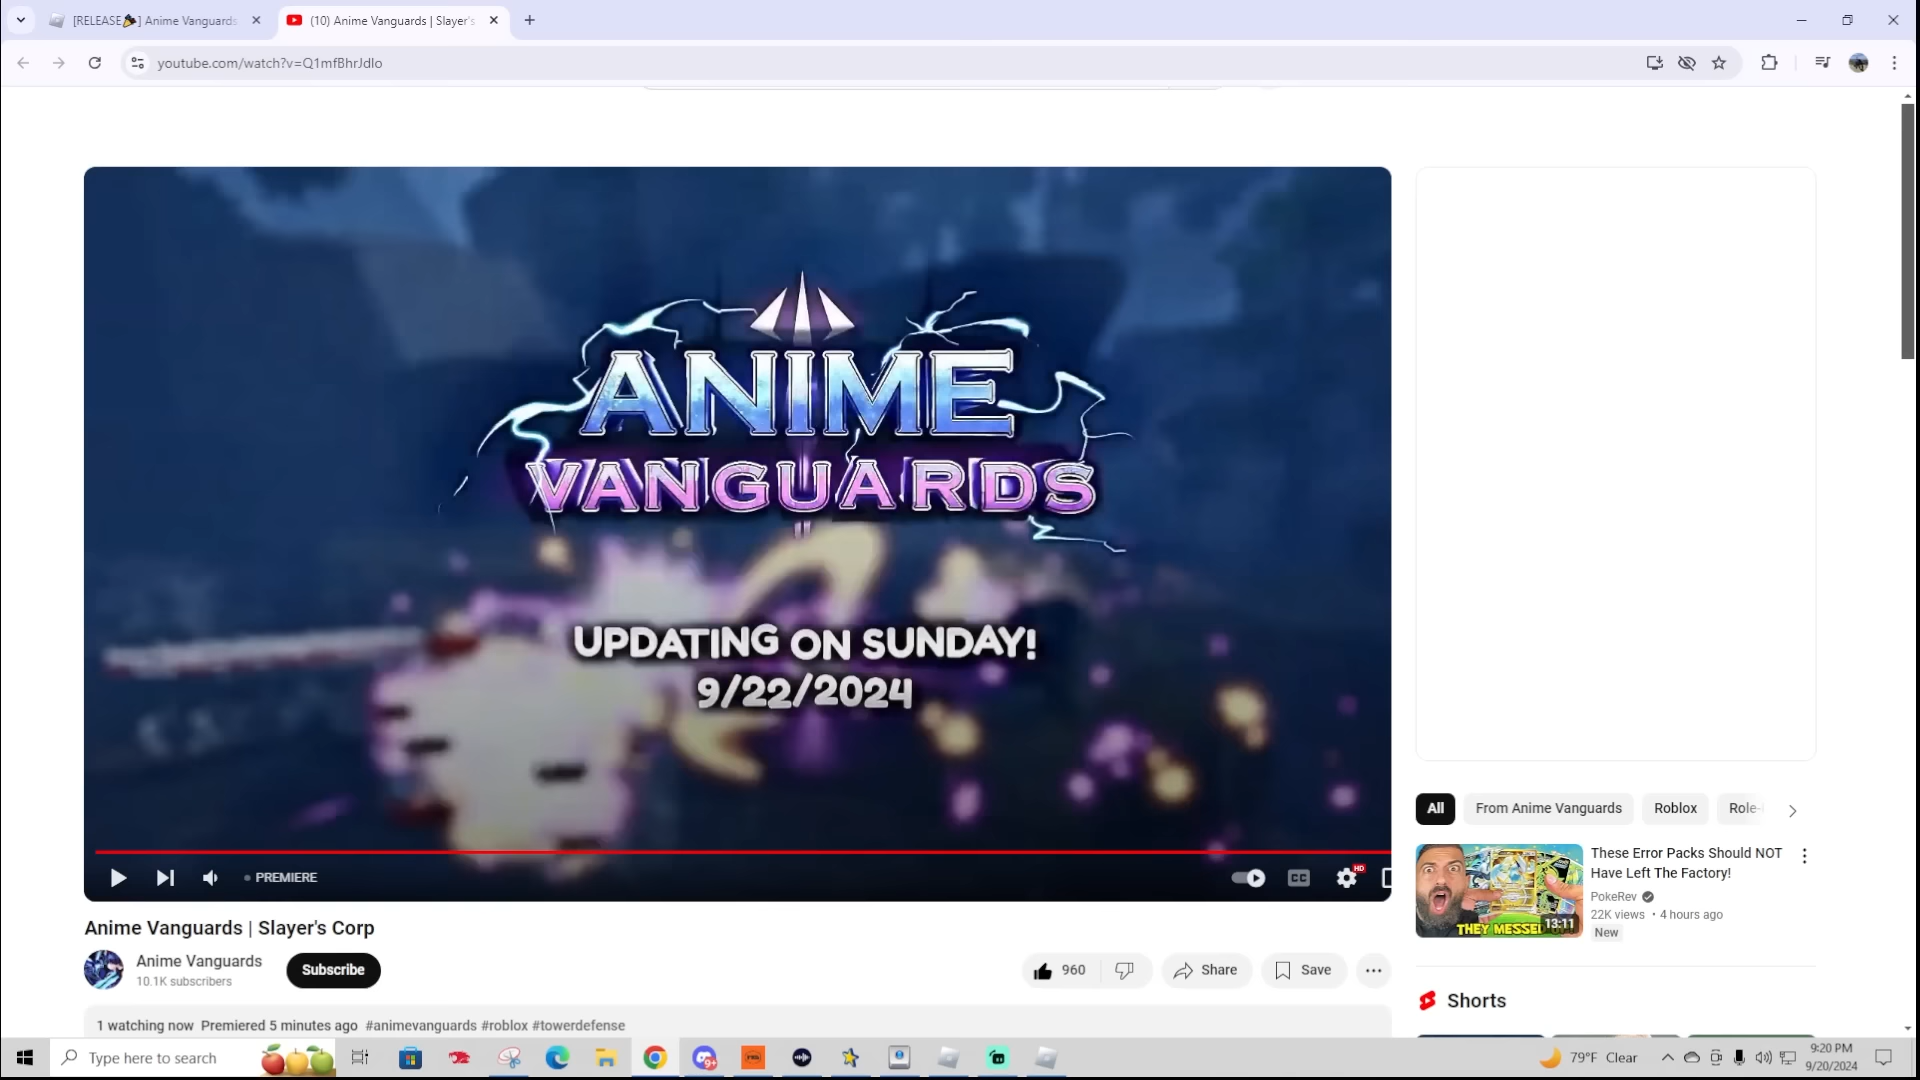 [RELEASE🎉] Anime Vanguards
(10) Anime Vanguards | Slayer's
youtube.com/watch?v=Q1mfBhrJdlo
ANIME
VANGUARDS
UPDATING ON SUNDAY!
9/22/2024
PREMIERE
CC
HD
Anime Vanguards | Slayer's Corp
Anime Vanguards
10.1K subscribers
Subscribe
960
Share
Save
1 watching now Premiered 5 minutes ago #animevanguards #roblox #towerdefense
All
From Anime Vanguards
Roblox
Role-
THEY MESSED
13:11
These Error Packs Should NOT
Have Left The Factory!
PokeRev
22K views • 4 hours ago
New
Shorts
Type here to search
9+
79°F Clear
9:20 PM
9/20/2024